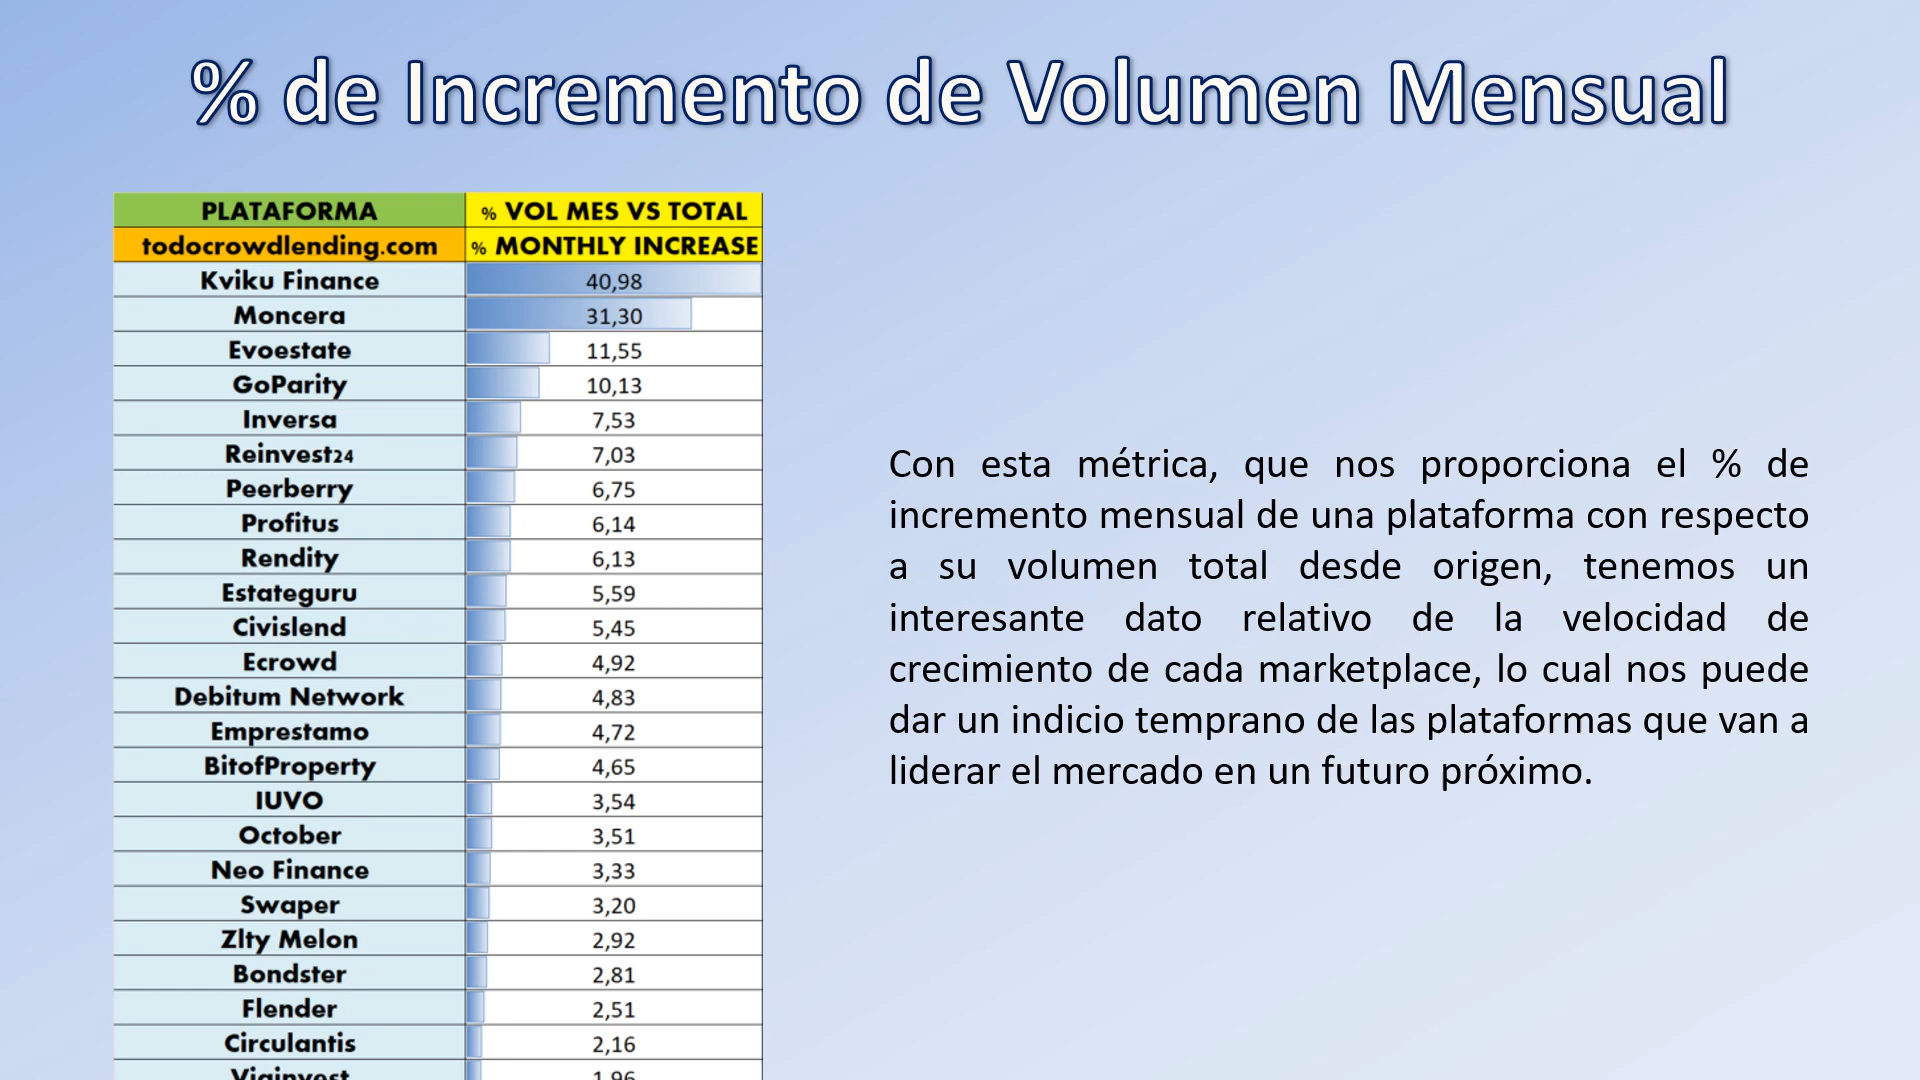 % de Incremento de Volumen Mensual
PLATAFORMA % VOL MES VS TOTAL
todocrowdlending.com % MONTHLY INCREASE
Kviku Finance 40,98
Moncera 31,30
Evoestate 11,55
GoParity 10,13
Inversa 7,53
Reinvest24 7,03
Peerberry 6,75
Profitus 6,14
Rendity 6,13
Estateguru 5,59
Civislend 5,45
Ecrowd 4,92
Debitum Network 4,83
Emprestamo 4,72
BitofProperty 4,65
IUVO 3,54
October 3,51
Neo Finance 3,33
Swaper 3,20
Zlty Melon 2,92
Bondster 2,81
Flender 2,51
Circulantis 2,16
Viainvest 1,96
Con esta métrica, que nos proporciona el % de
incremento mensual de una plataforma con respecto
a su volumen total desde origen, tenemos un
interesante dato relativo de la velocidad de
crecimiento de cada marketplace, lo cual nos puede
dar un indicio temprano de las plataformas que van a
liderar el mercado en un futuro próximo.